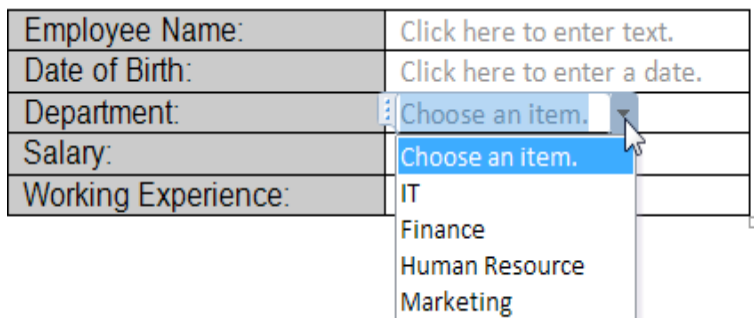 Employee Name: Click here to enter text.
Date of Birth: Click here to enter a date.
Department: Choose an item.
Salary: Choose an item.
Working Experience: IT
Finance
Human Resource
Marketing